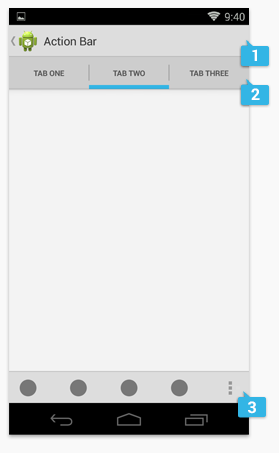 9:40
Action Bar
1
TAB ONE TAB TWO TAB THREE
2
3